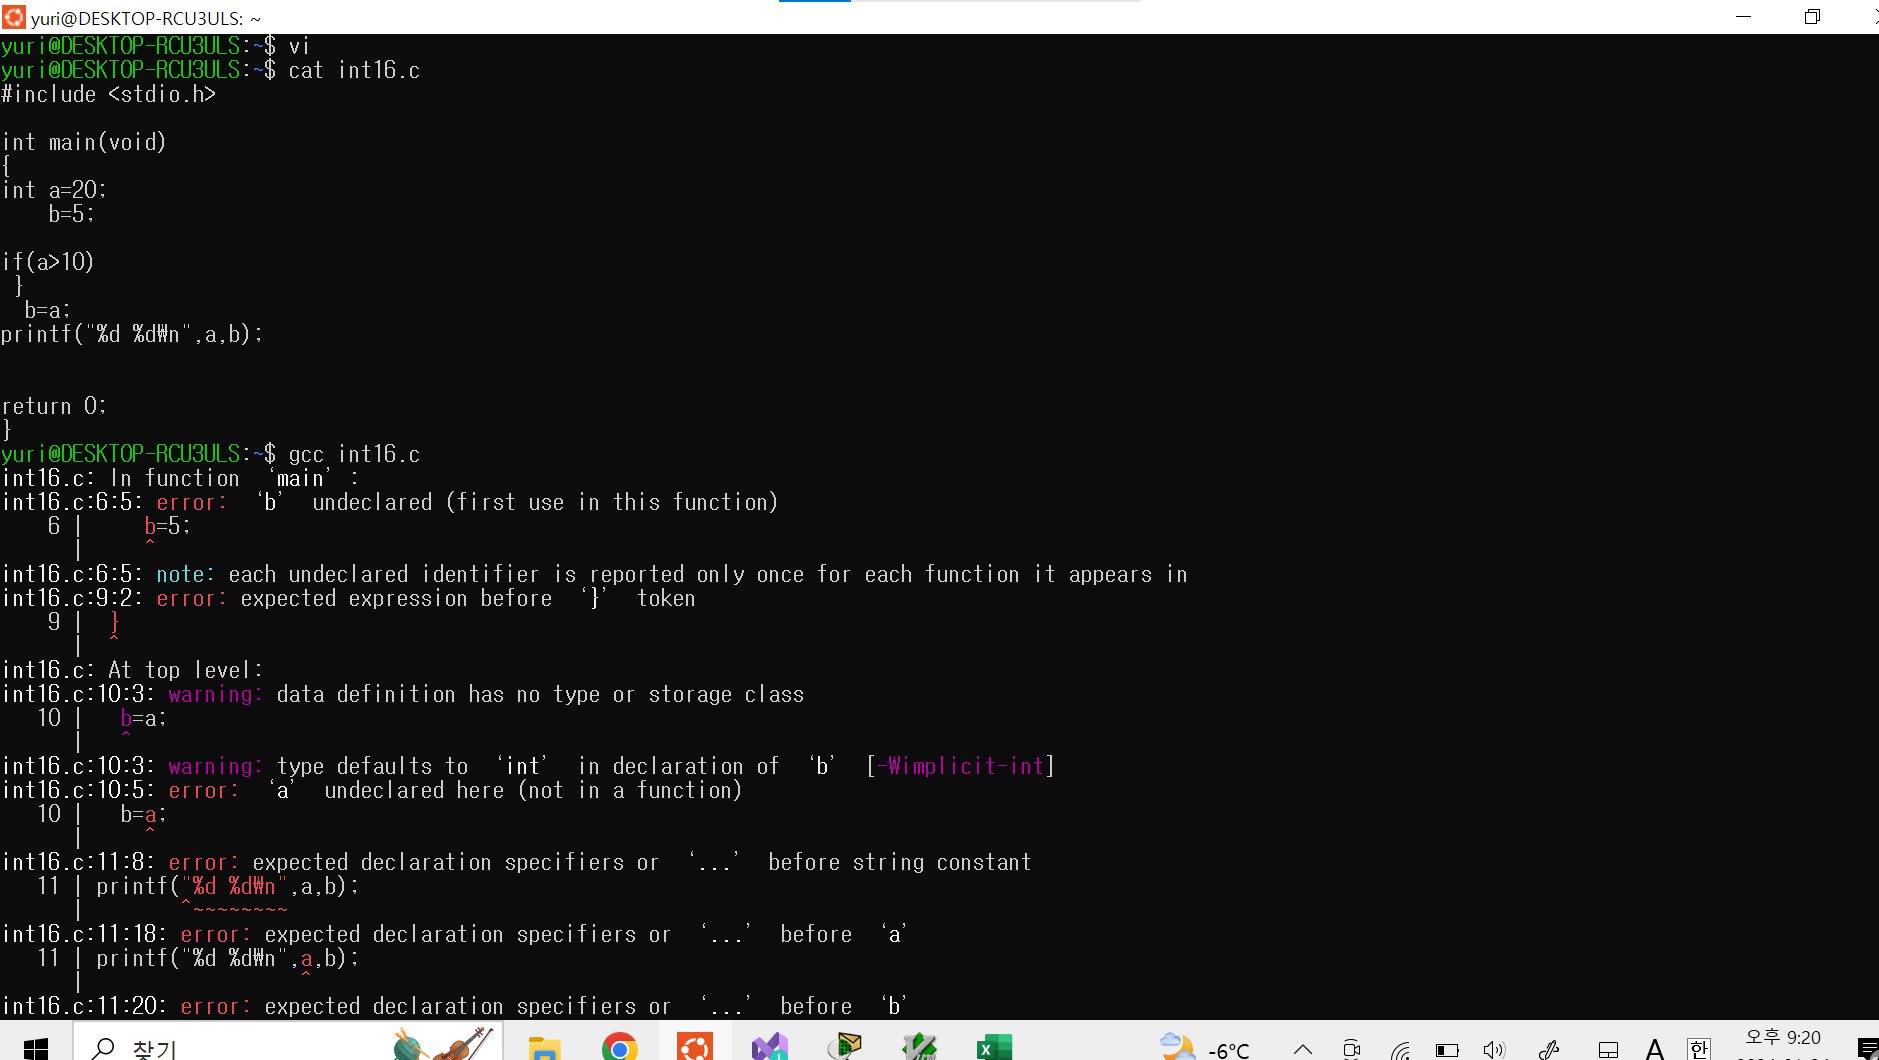 yuri@DESKTOP-RCU3ULS: ~
yuri@DESKTOP-RCU3ULS:~$ vi
yuri@DESKTOP-RCU3ULS:~$ cat int16.c
#include <stdio.h>
int main(void)
{
int a=20;
    b=5;
if(a>10)
 }
  b=a;
printf("%d %d₩n",a,b);
return 0;
}
yuri@DESKTOP-RCU3ULS:~$ gcc int16.c
int16.c: In function ‘main’:
int16.c:6:5: error: ‘b’ undeclared (first use in this function)
    6 |     b=5;
      |     ^
int16.c:6:5: note: each undeclared identifier is reported only once for each function it appears in
int16.c:9:2: error: expected expression before ‘}’ token
    9 |  }
      |  ^
int16.c: At top level:
int16.c:10:3: warning: data definition has no type or storage class
   10 |   b=a;
      |   ^
int16.c:10:3: warning: type defaults to ‘int’ in declaration of ‘b’ [-Wimplicit-int]
int16.c:10:5: error: ‘a’ undeclared here (not in a function)
   10 |   b=a;
      |     ^
int16.c:11:8: error: expected declaration specifiers or ‘...’ before string constant
   11 | printf("%d %d₩n",a,b);
      |        ^~~~~~~~~
int16.c:11:18: error: expected declaration specifiers or ‘...’ before ‘a’
   11 | printf("%d %d₩n",a,b);
      |                  ^
int16.c:11:20: error: expected declaration specifiers or ‘...’ before ‘b’
찾기
-6°C
A
한
오후 9:20